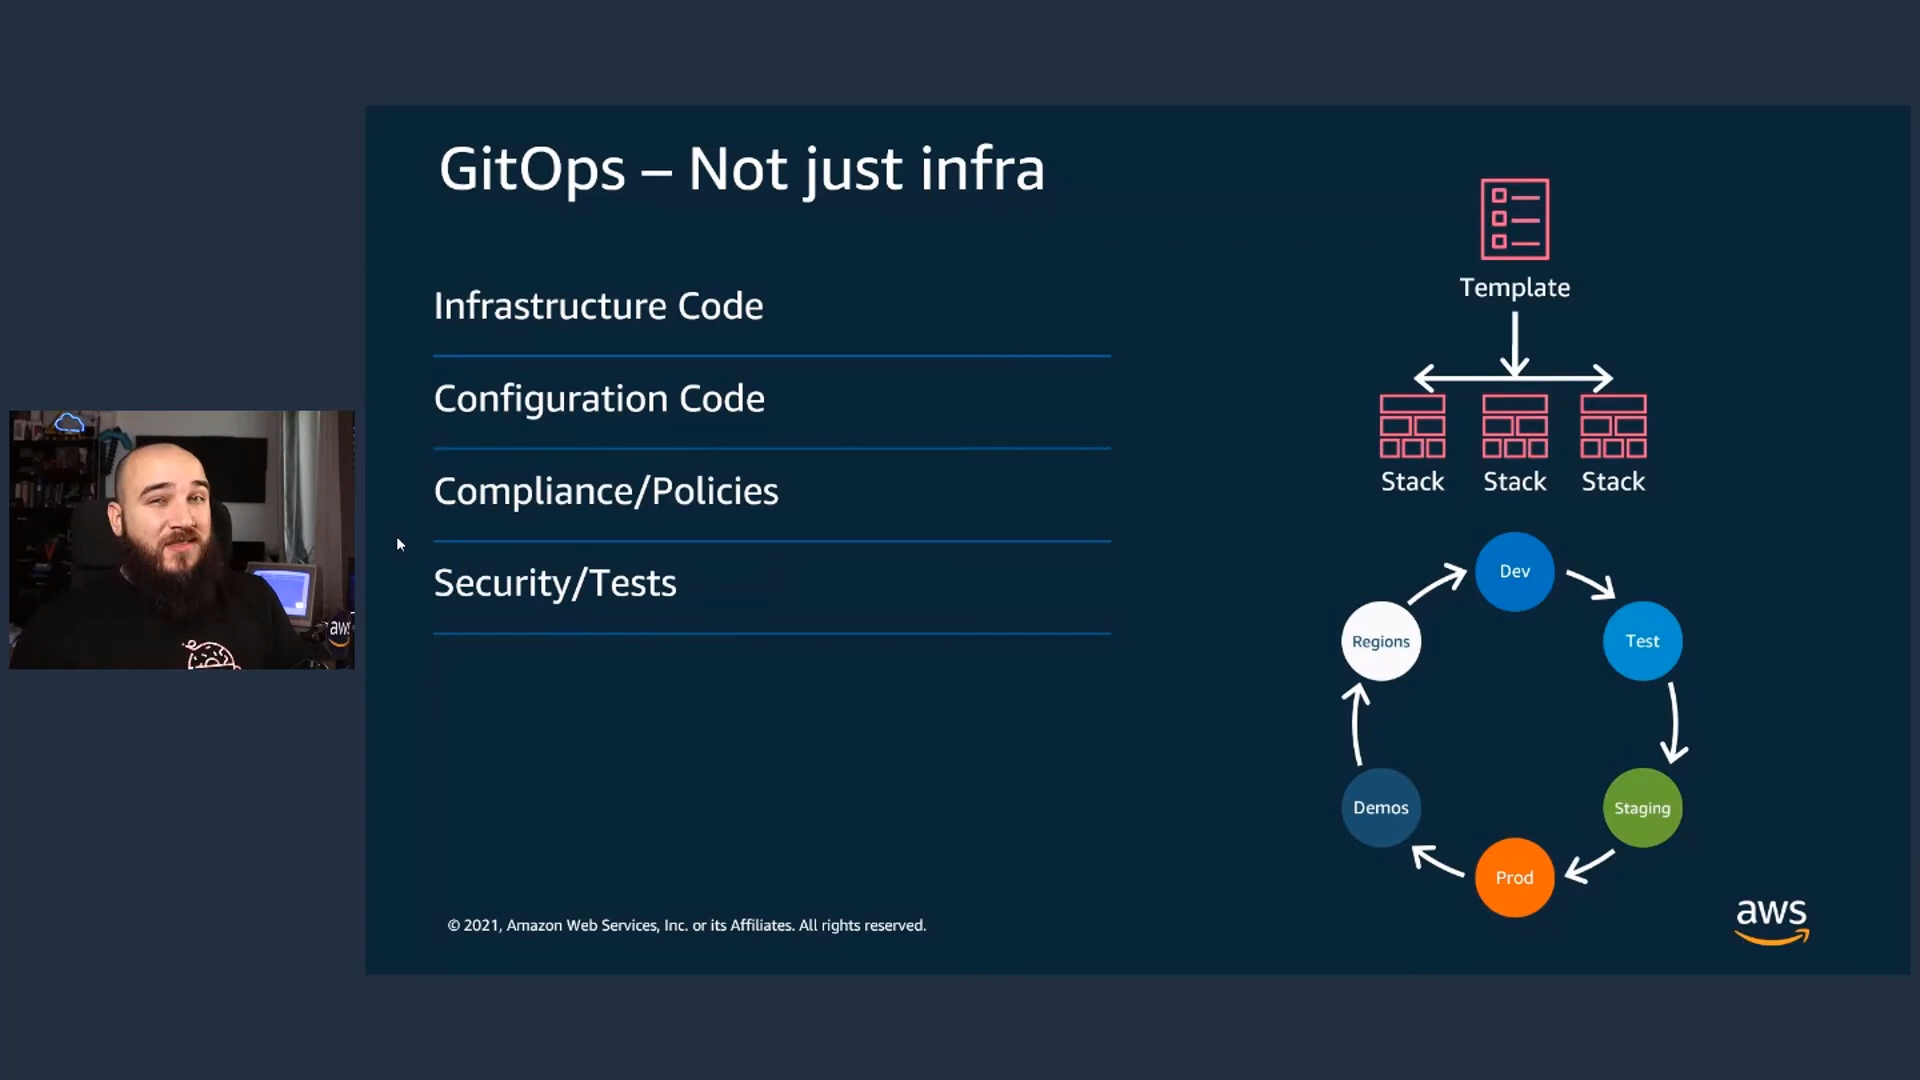 GitOps – Not just infra
Infrastructure Code
Configuration Code
Compliance/Policies
Security/Tests
Template
Stack Stack Stack
Dev
Test
Staging
Prod
Demos
Regions
© 2021, Amazon Web Services, Inc. or its Affiliates. All rights reserved.
aws
aws